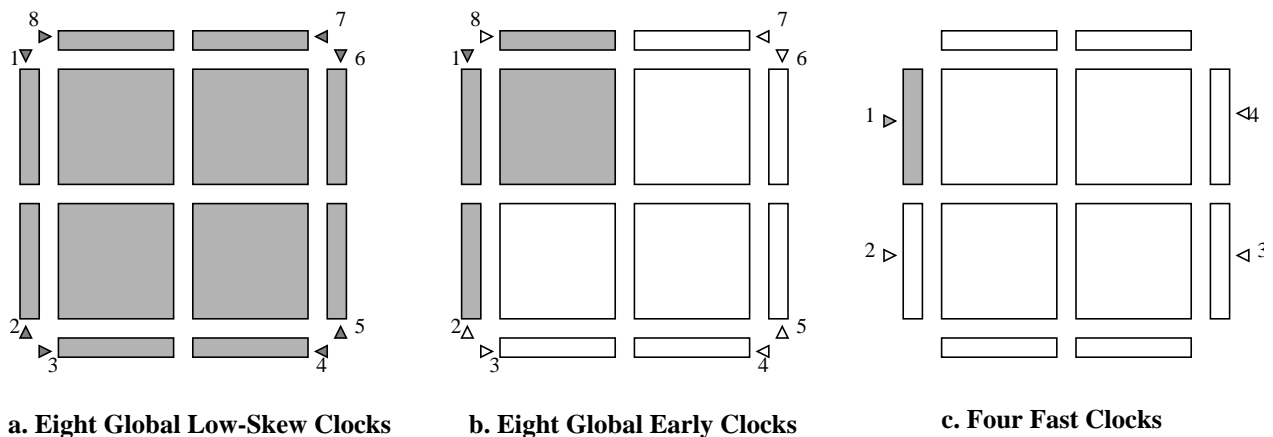 8 7 8 7
1 6 1 6
1 4
2 3
2 5 2 5
3 4 3 4
a. Eight Global Low-Skew Clocks b. Eight Global Early Clocks c. Four Fast Clocks